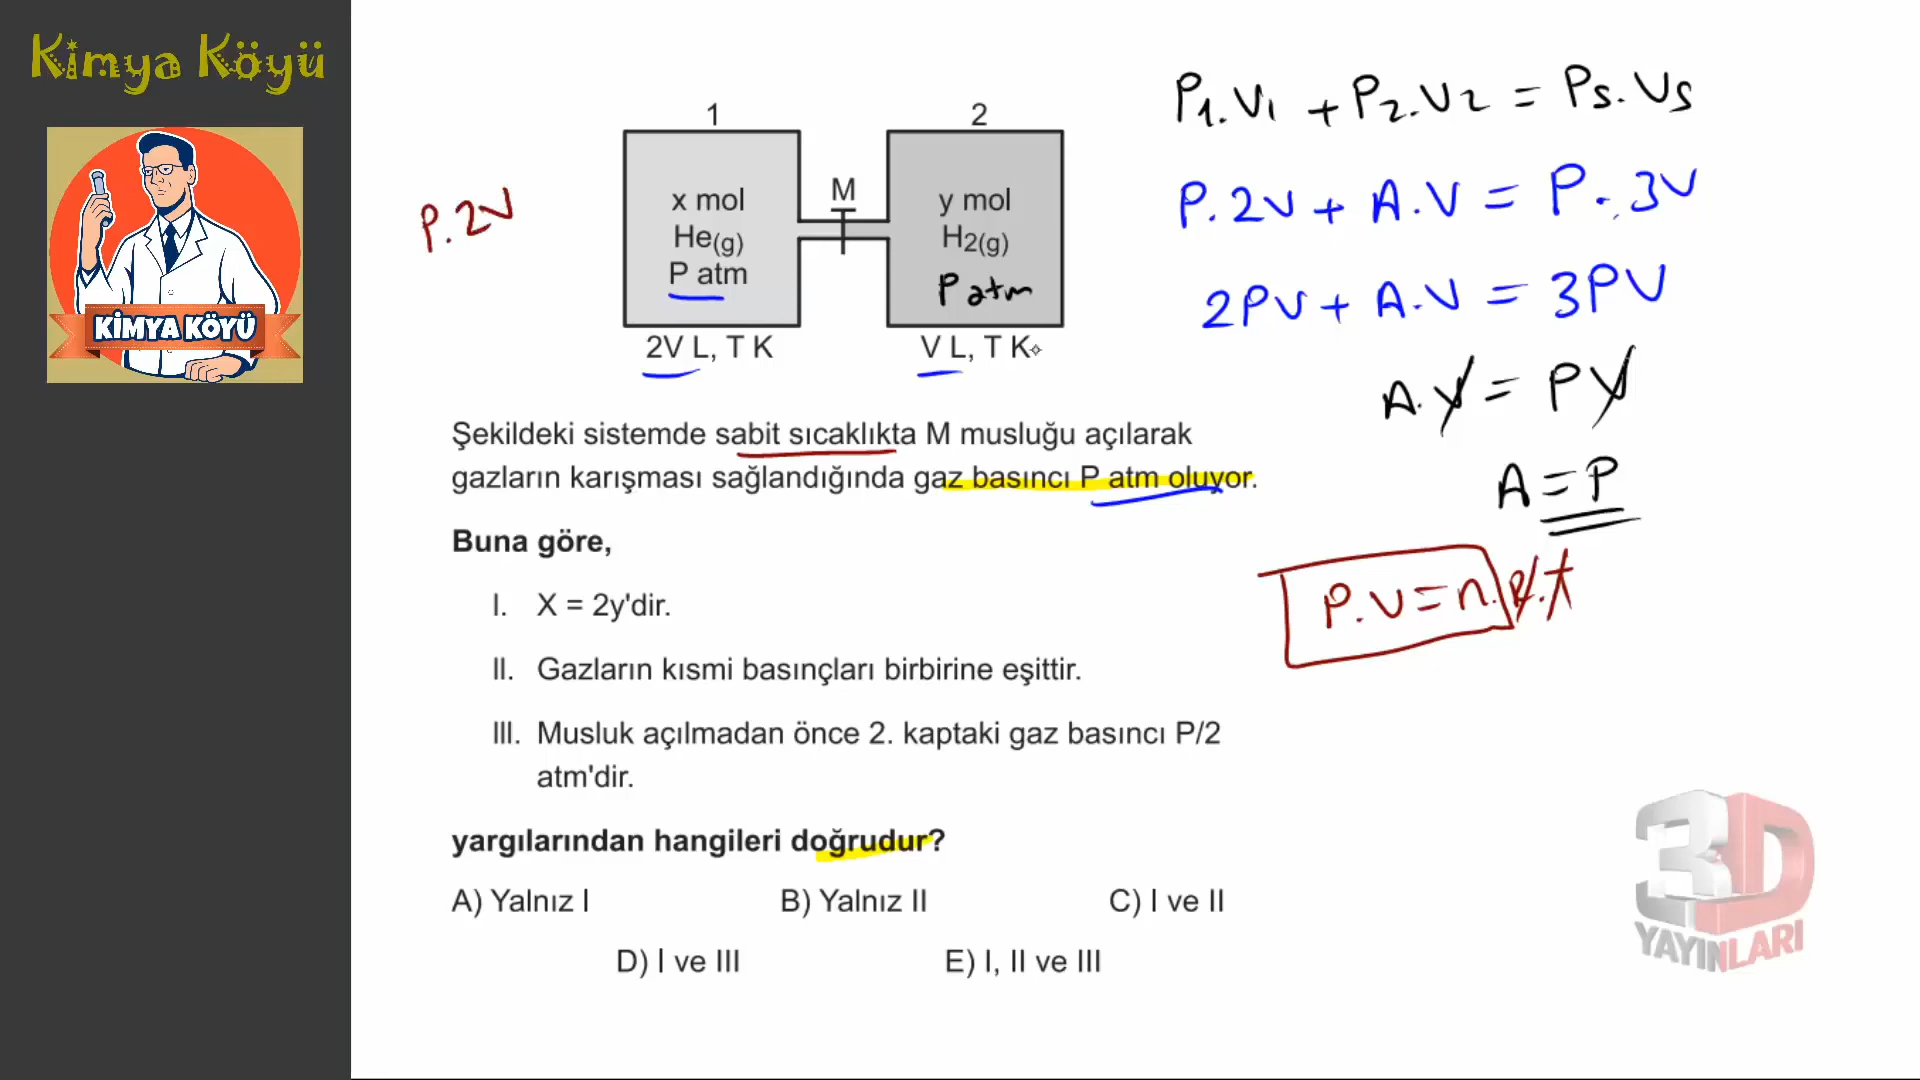 Kimya Köyü
KİMYA KÖYÜ
1
2
x mol
He(g)
P atm
M
y mol
H2(g)
P atm
2V L, T K
V L, T K
P.2V
P1.V1 + P2.V2 = Ps.Vs
P.2V + A.V = P.3V
2PV + A.V = 3PV
A.V = PV
A = P
P.V = n.R.T
Şekildeki sistemde sabit sıcaklıkta M musluğu açılarak
gazların karışması sağlandığında gaz basıncı P atm oluyor.
Buna göre,
I. X = 2y'dir.
II. Gazların kısmi basınçları birbirine eşittir.
III. Musluk açılmadan önce 2. kaptaki gaz basıncı P/2
atm'dir.
yargılarından hangileri doğrudur?
A) Yalnız I B) Yalnız II C) I ve II
D) I ve III E) I, II ve III
3D
YAYINLARI